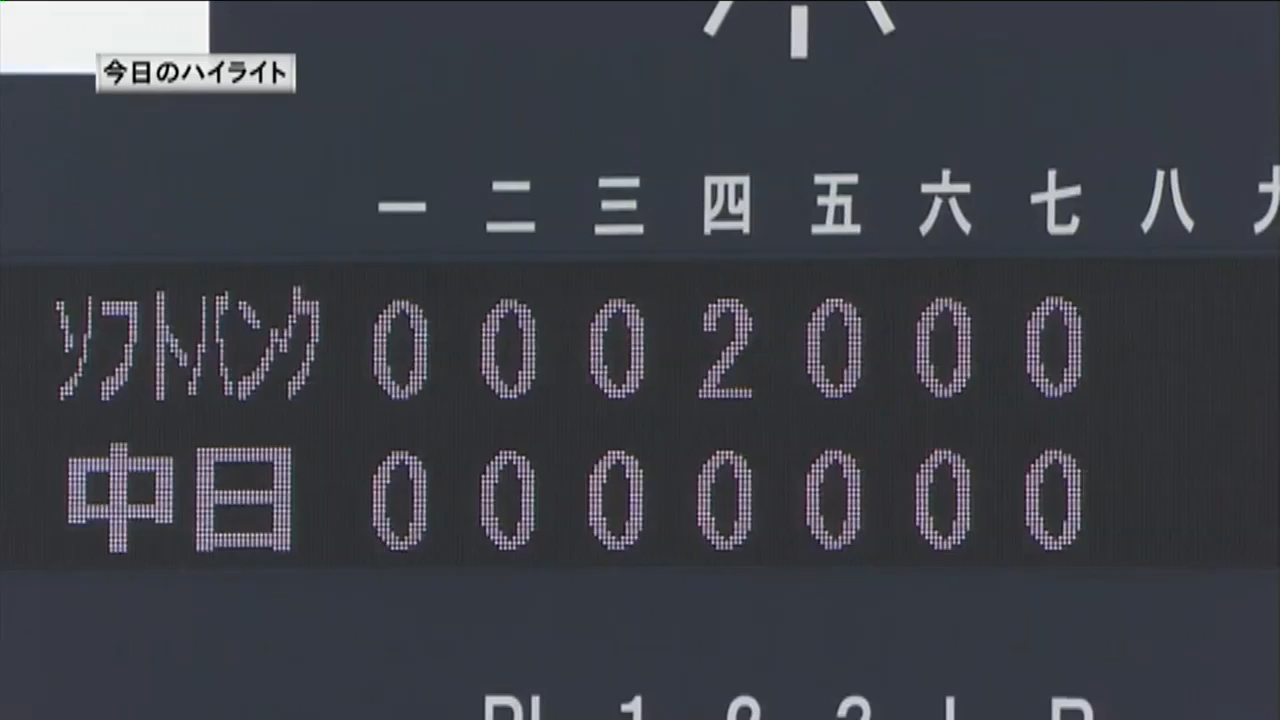 今日のハイライト
一 二 三 四 五 六 七 八 九
ソフトバンク 0 0 0 2 0 0 0
中日 0 0 0 0 0 0 0